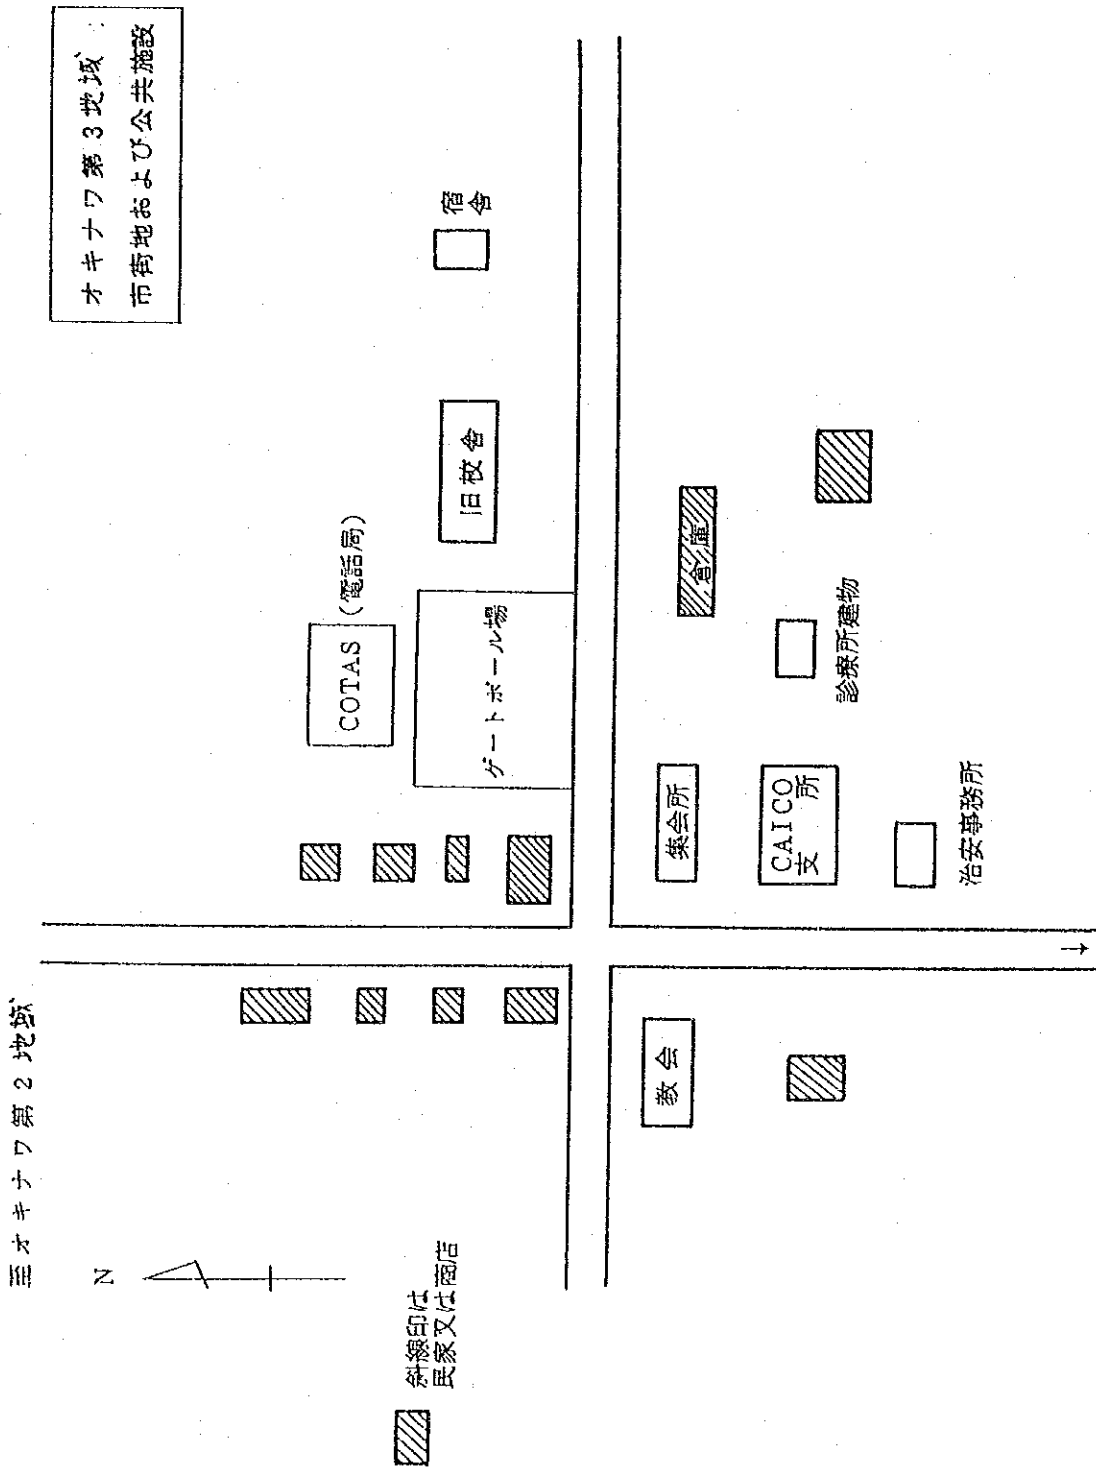 オキナワ第3地域
市街地および公共施設
至オキナワ第2地域
N
斜線印は
民家又は商店
COTAS
(電話局)
ゲートボール場
旧校舎
宿舎
教会
集会所
CAICO
支所
治安事務所
診療所建物
倉庫
↓